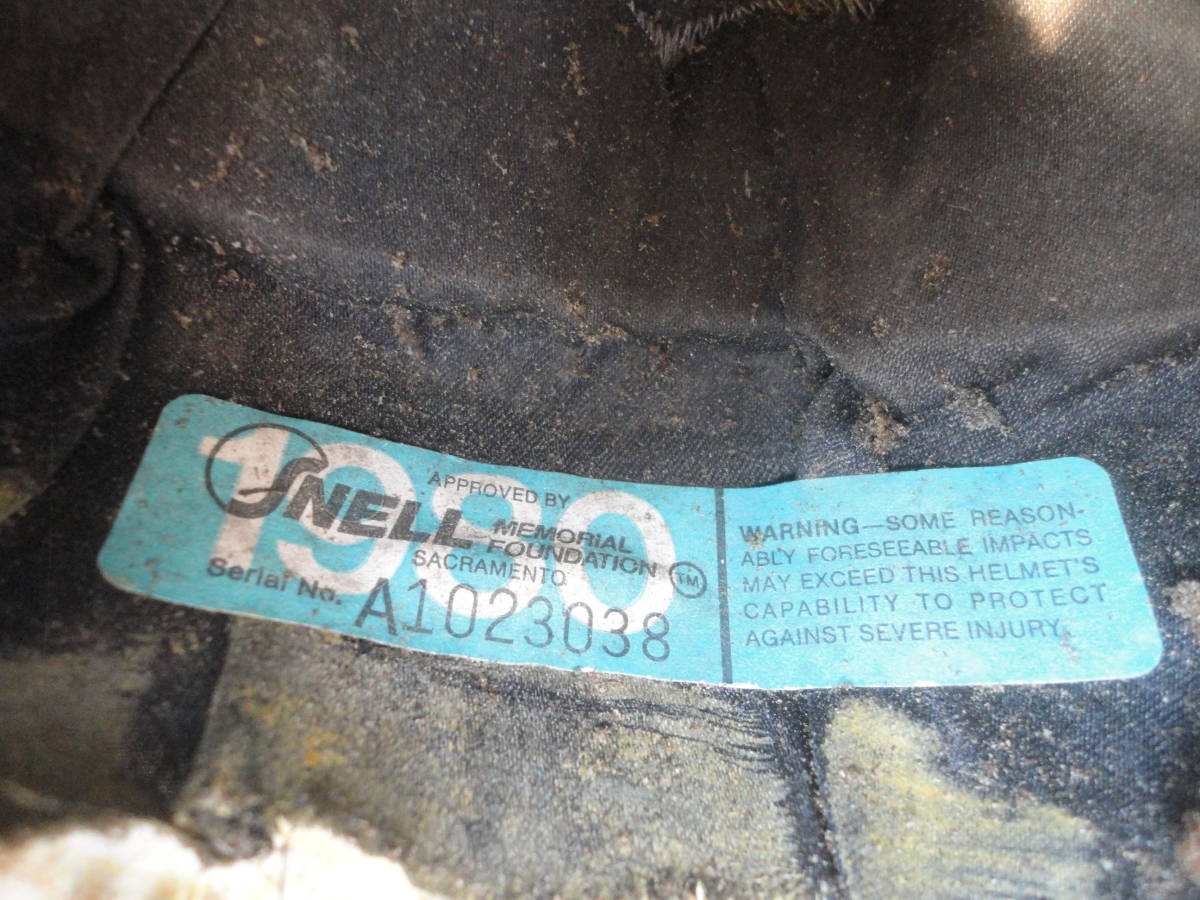 1980
APPROVED BY
SNELL MEMORIAL
FOUNDATION TM
SACRAMENTO
Serial No. A1023038
WARNING—SOME REASON-
ABLY FORESEEABLE IMPACTS
MAY EXCEED THIS HELMET'S
CAPABILITY TO PROTECT
AGAINST SEVERE INJURY.